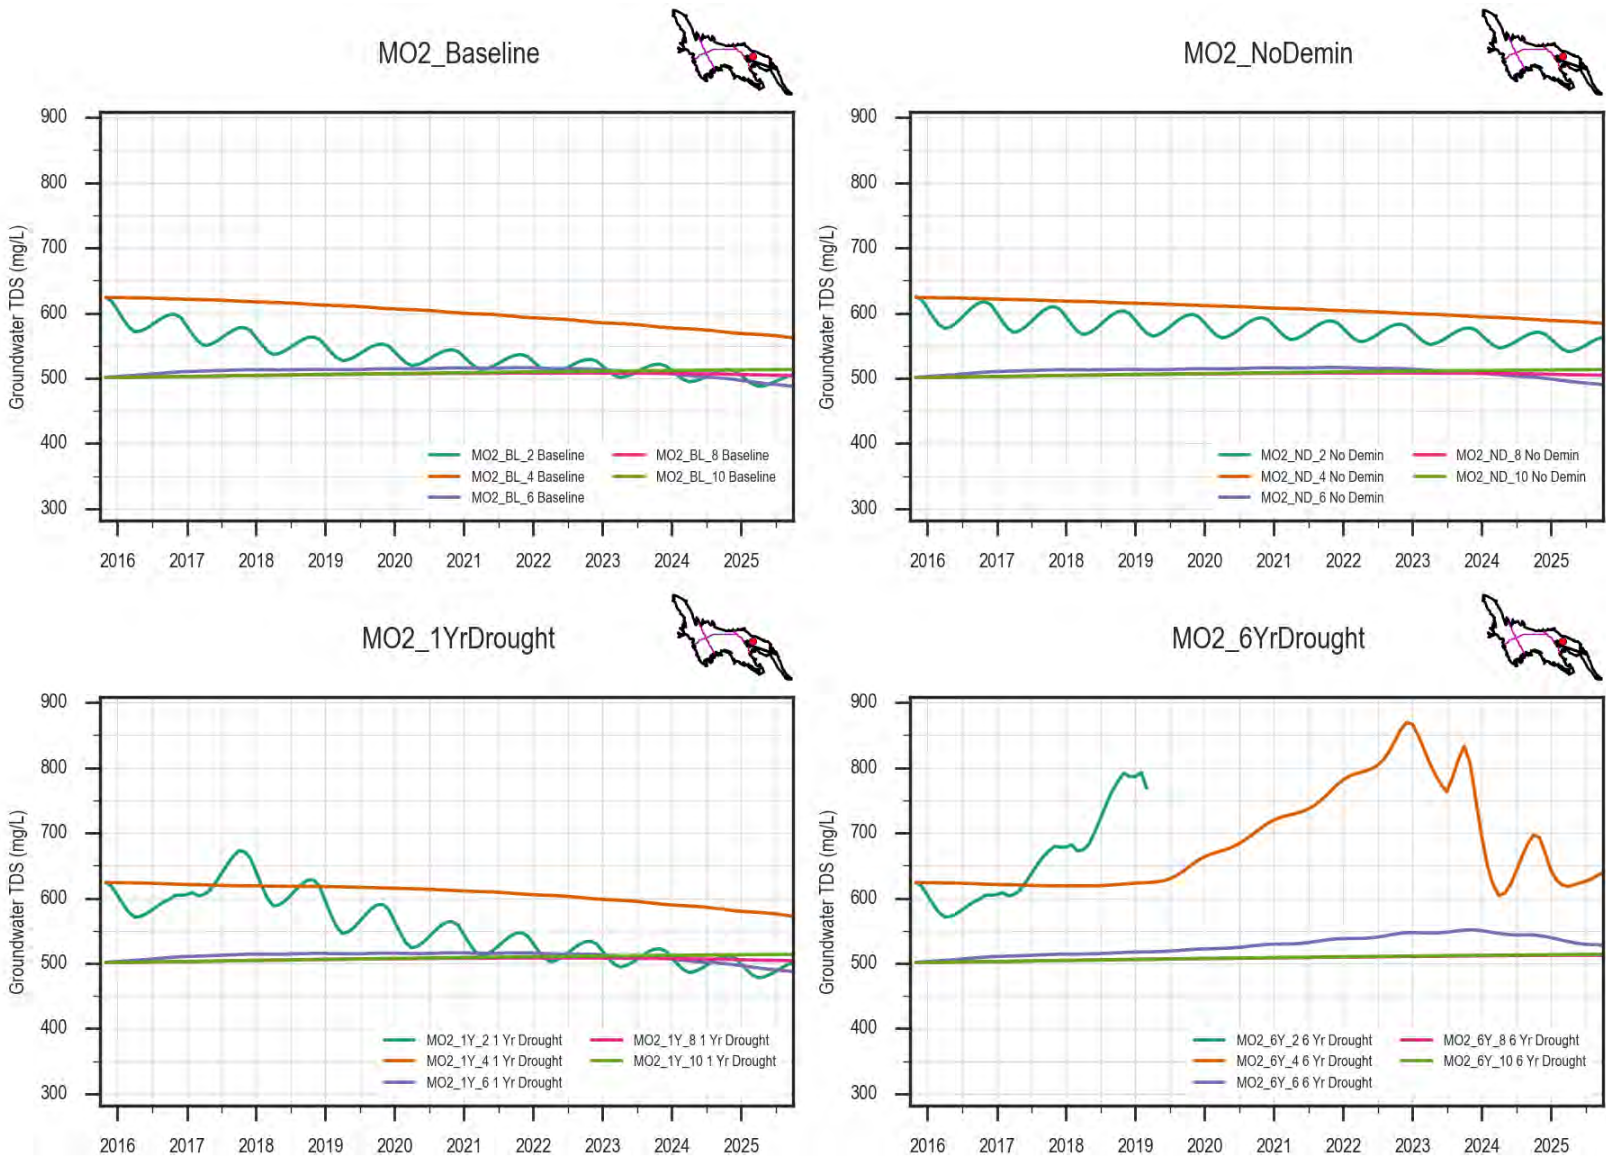 MO2_Baseline
900
800
700
600
500
400
300
Groundwater TDS (mg/L)
MO2_BL_2 Baseline
MO2_BL_4 Baseline
MO2_BL_6 Baseline
MO2_BL_8 Baseline
MO2_BL_10 Baseline
2016 2017 2018 2019 2020 2021 2022 2023 2024 2025
MO2_NoDemin
900
800
700
600
500
400
300
Groundwater TDS (mg/L)
MO2_ND_2 No Demin
MO2_ND_4 No Demin
MO2_ND_6 No Demin
MO2_ND_8 No Demin
MO2_ND_10 No Demin
2016 2017 2018 2019 2020 2021 2022 2023 2024 2025
MO2_1YrDrought
900
800
700
600
500
400
300
Groundwater TDS (mg/L)
MO2_1Y_2 1 Yr Drought
MO2_1Y_4 1 Yr Drought
MO2_1Y_6 1 Yr Drought
MO2_1Y_8 1 Yr Drought
MO2_1Y_10 1 Yr Drought
2016 2017 2018 2019 2020 2021 2022 2023 2024 2025
MO2_6YrDrought
900
800
700
600
500
400
300
Groundwater TDS (mg/L)
MO2_6Y_2 6 Yr Drought
MO2_6Y_4 6 Yr Drought
MO2_6Y_6 6 Yr Drought
MO2_6Y_8 6 Yr Drought
MO2_6Y_10 6 Yr Drought
2016 2017 2018 2019 2020 2021 2022 2023 2024 2025